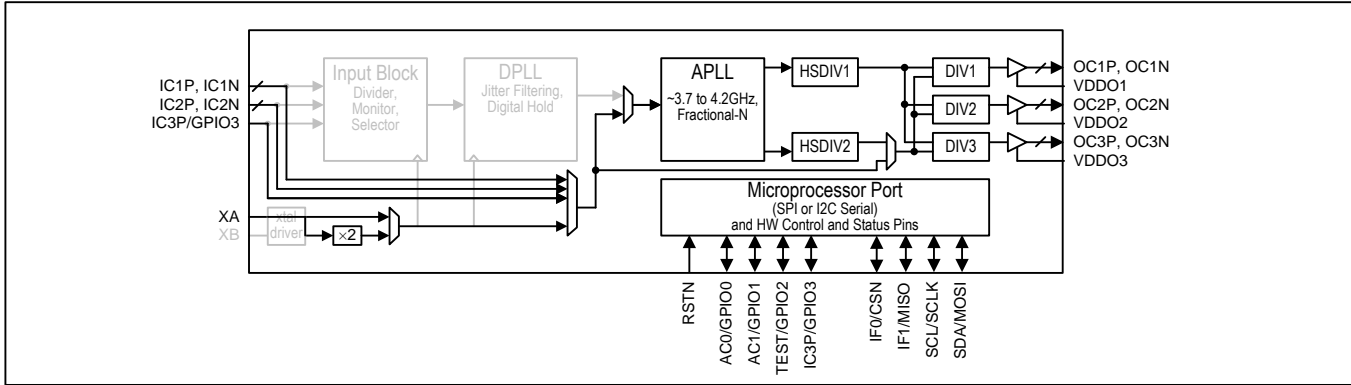 IC1P, IC1N
IC2P, IC2N
IC3P/GPIO3
XA
XB
xtal
driver
×2
Input Block
Divider,
Monitor,
Selector
DPLL
Jitter Filtering,
Digital Hold
APLL
~3.7 to 4.2GHz,
Fractional-N
HSDIV1
HSDIV2
DIV1
DIV2
DIV3
OC1P, OC1N
VDDO1
OC2P, OC2N
VDDO2
OC3P, OC3N
VDDO3
Microprocessor Port
(SPI or I2C Serial)
and HW Control and Status Pins
RSTN
AC0/GPIO0
AC1/GPIO1
TEST/GPIO2
IC3P/GPIO3
IF0/CSN
IF1/MISO
SCL/SCLK
SDA/MOSI